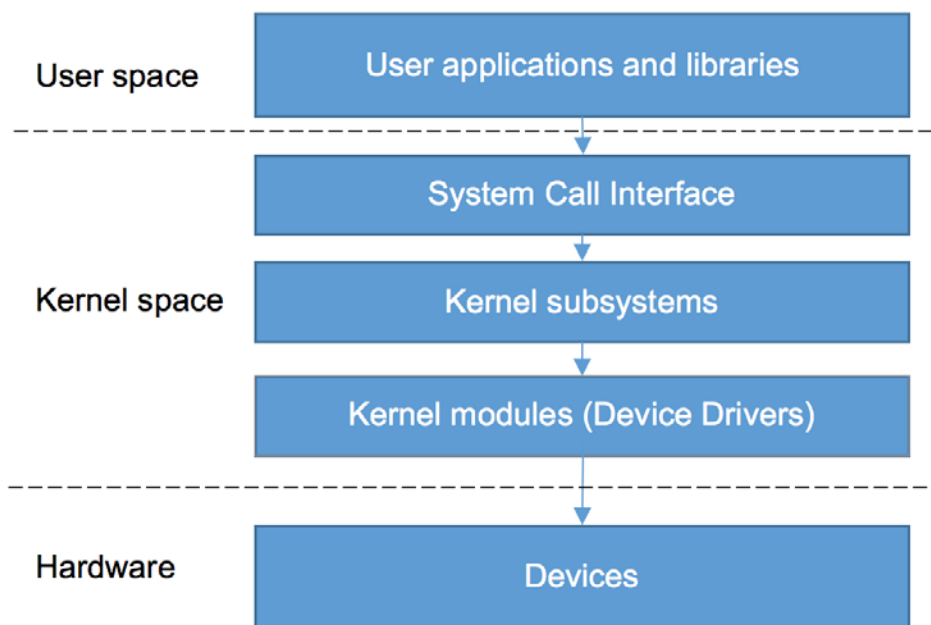 User space
User applications and libraries
System Call Interface
Kernel space
Kernel subsystems
Kernel modules (Device Drivers)
Hardware
Devices